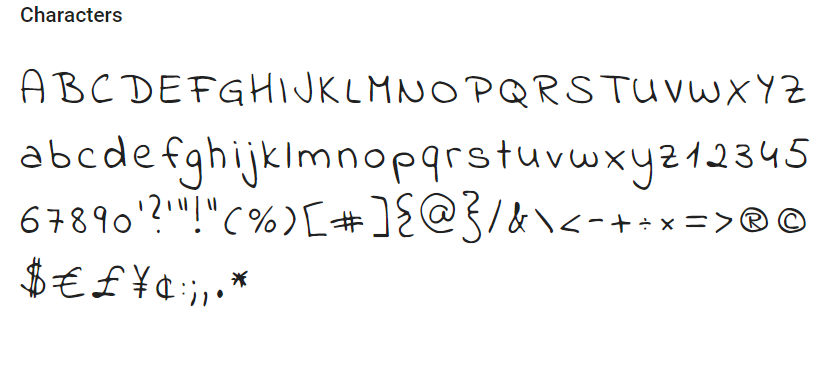 Characters
ABCDEFGHIJKLMNOPQRSTUVWXYZ
abcdefghijklmnopqrstuvwxyz12345
67890'?'"!"(%)[#]{@}/&\<-+÷×=>®©
$€£¥¢:;,.*